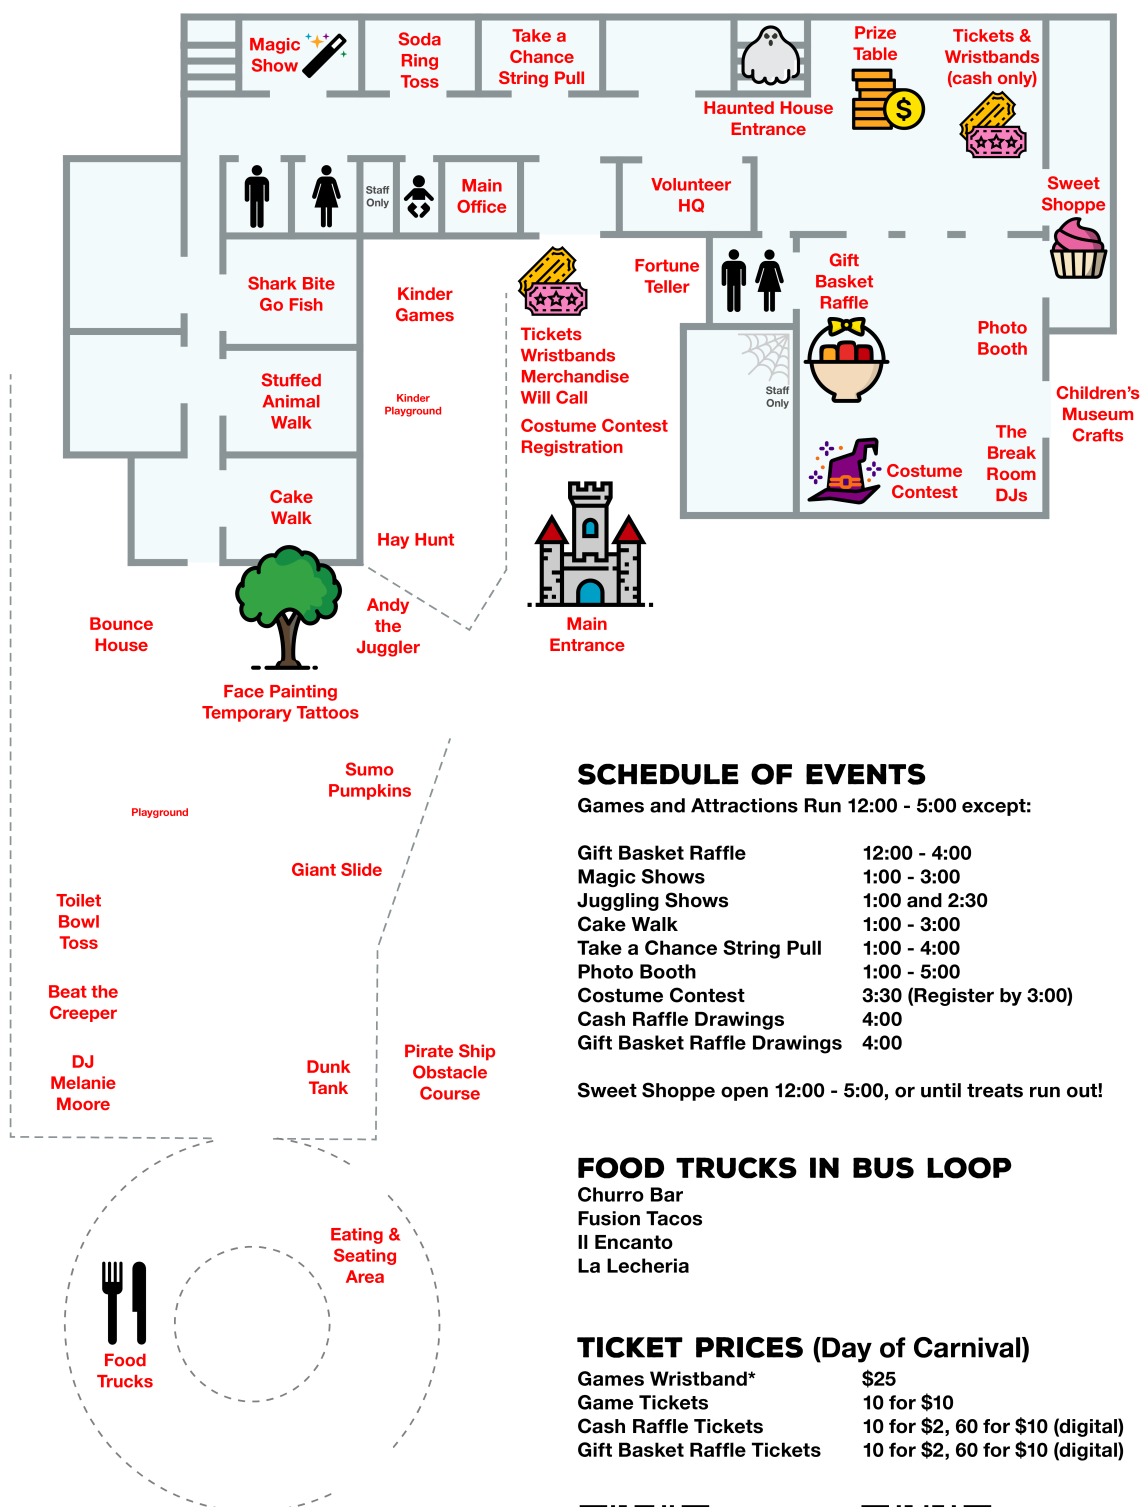 Magic
Show
Soda
Ring
Toss
Take a
Chance
String Pull
Haunted House
Entrance
Prize
Table
Tickets &
Wristbands
(cash only)
Staff
Only
Main
Office
Volunteer
HQ
Sweet
Shoppe
Shark Bite
Go Fish
Kinder
Games
Tickets
Wristbands
Merchandise
Will Call
Costume Contest
Registration
Fortune
Teller
Gift
Basket
Raffle
Photo
Booth
Stuffed
Animal
Walk
Kinder
Playground
Staff
Only
Children's
Museum
Crafts
The
Break
Room
DJs
Costume
Contest
Cake
Walk
Hay Hunt
Bounce
House
Andy
the
Juggler
Main
Entrance
Face Painting
Temporary Tattoos
Sumo
Pumpkins
Playground
Giant Slide
Toilet
Bowl
Toss
Beat the
Creeper
DJ
Melanie
Moore
Dunk
Tank
Pirate Ship
Obstacle
Course
Eating &
Seating
Area
Food
Trucks
SCHEDULE OF EVENTS
Games and Attractions Run 12:00 - 5:00 except:
Gift Basket Raffle 12:00 - 4:00
Magic Shows 1:00 - 3:00
Juggling Shows 1:00 and 2:30
Cake Walk 1:00 - 3:00
Take a Chance String Pull 1:00 - 4:00
Photo Booth 1:00 - 5:00
Costume Contest 3:30 (Register by 3:00)
Cash Raffle Drawings 4:00
Gift Basket Raffle Drawings 4:00
Sweet Shoppe open 12:00 - 5:00, or until treats run out!
FOOD TRUCKS IN BUS LOOP
Churro Bar
Fusion Tacos
Il Encanto
La Lecheria
TICKET PRICES (Day of Carnival)
Games Wristband* $25
Game Tickets 10 for $10
Cash Raffle Tickets 10 for $2, 60 for $10 (digital)
Gift Basket Raffle Tickets 10 for $2, 60 for $10 (digital)